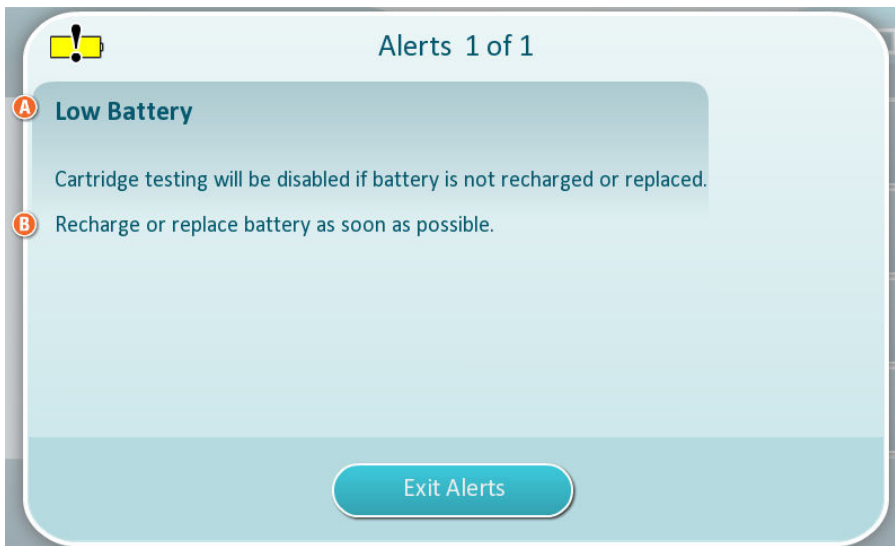 Alerts 1 of 1
A
Low Battery
Cartridge testing will be disabled if battery is not recharged or replaced.
B
Recharge or replace battery as soon as possible.
Exit Alerts